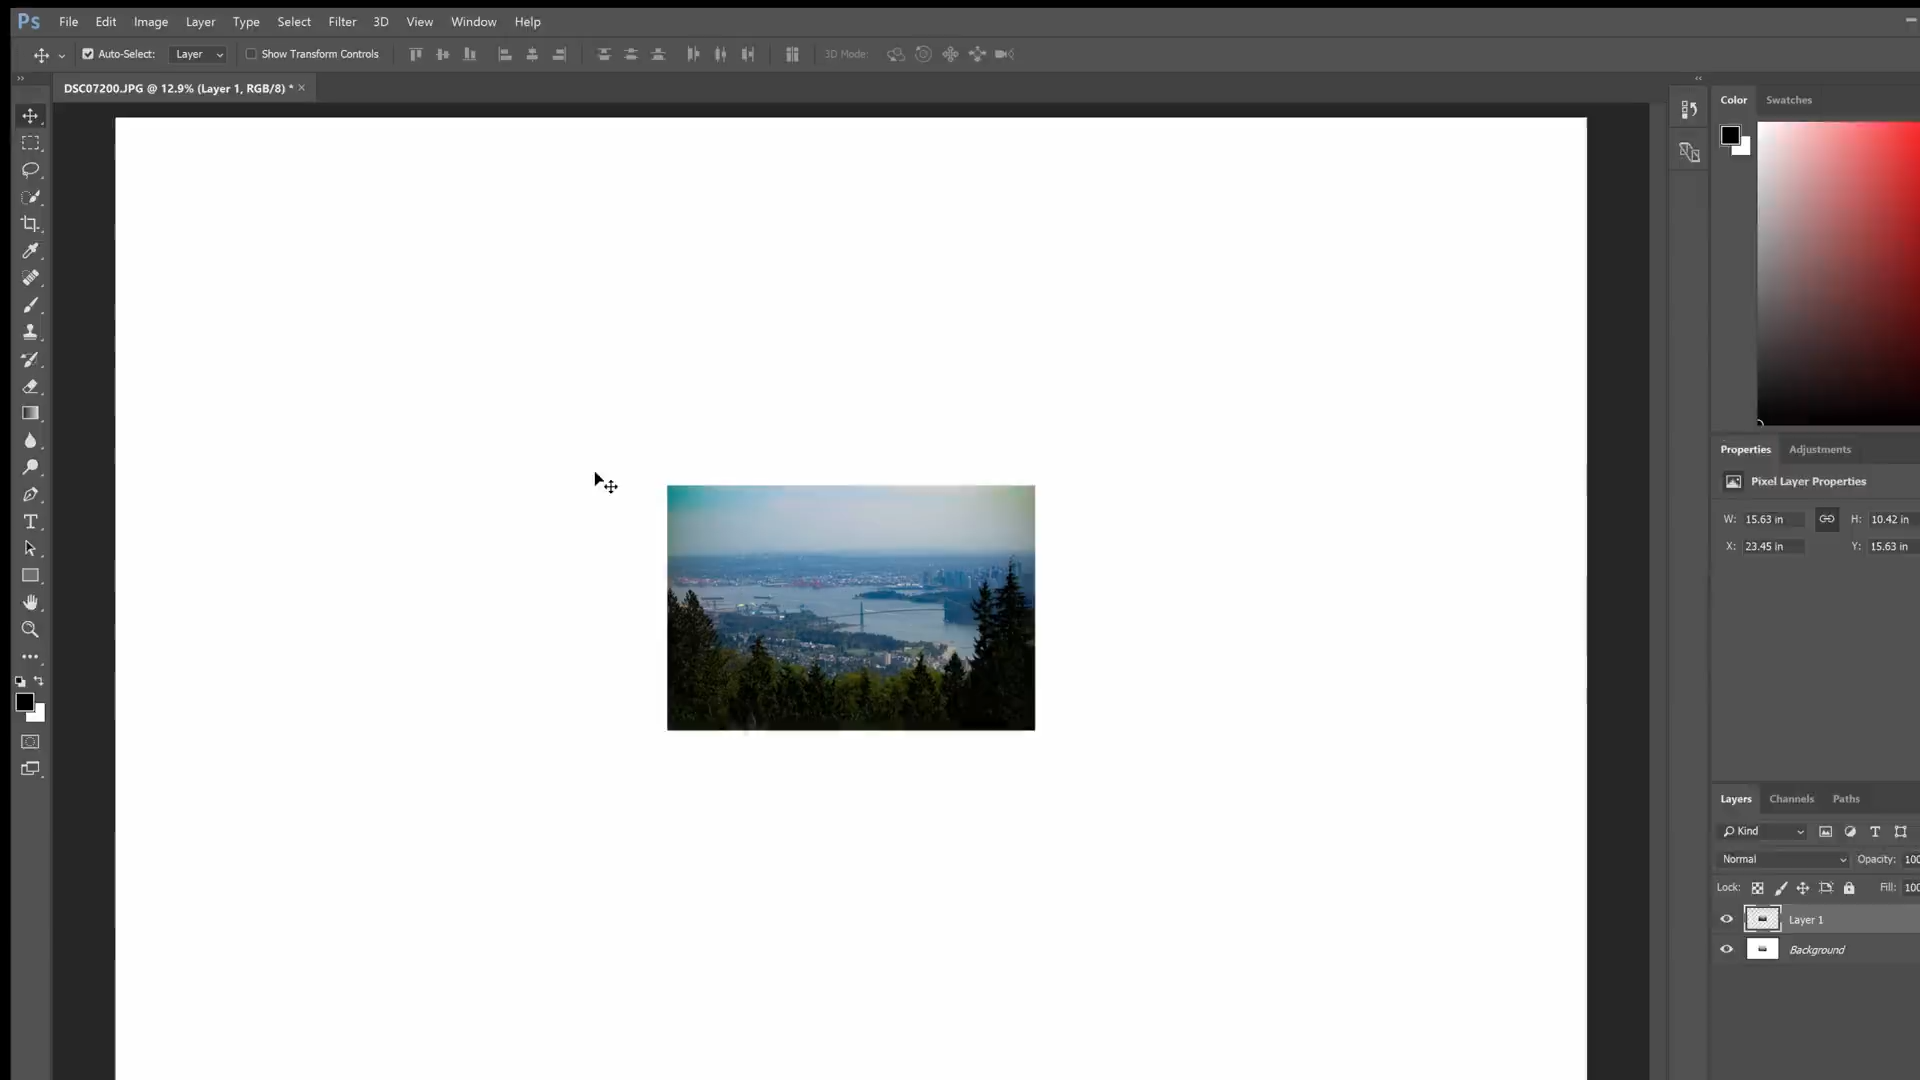 Ps File Edit Image Layer Type Select Filter 3D View Window Help
Auto-Select: Layer Show Transform Controls 3D Mode:
DSC07200.JPG @ 12.9% (Layer 1, RGB/8) * ×
Color Swatches
Properties Adjustments
Pixel Layer Properties
W: 15.63 in H: 10.42 in
X: 23.45 in Y: 15.63 in
Layers Channels Paths
Kind
Normal Opacity: 100
Lock: Fill: 100
Layer 1
Background